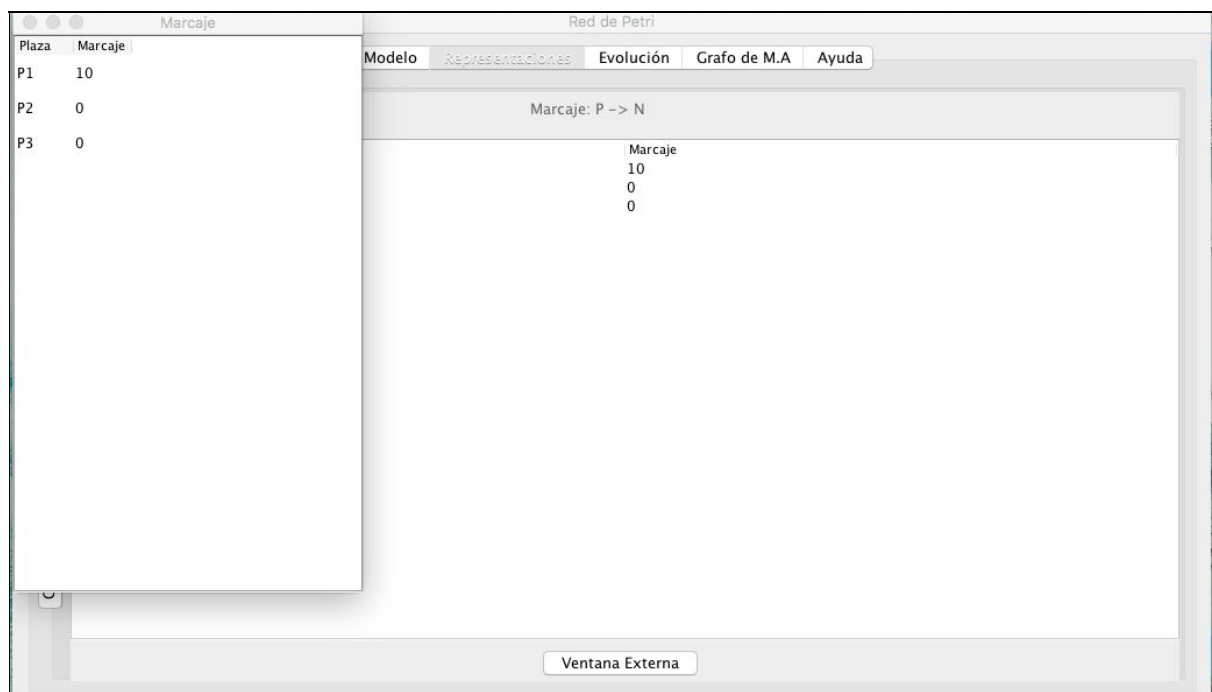 Marcaje
Plaza Marcaje
P1 10
P2 0
P3 0
Red de Petri
Modelo Representaciones Evolución Grafo de M.A Ayuda
Marcaje: P -> N
Marcaje
10
0
0
Ventana Externa